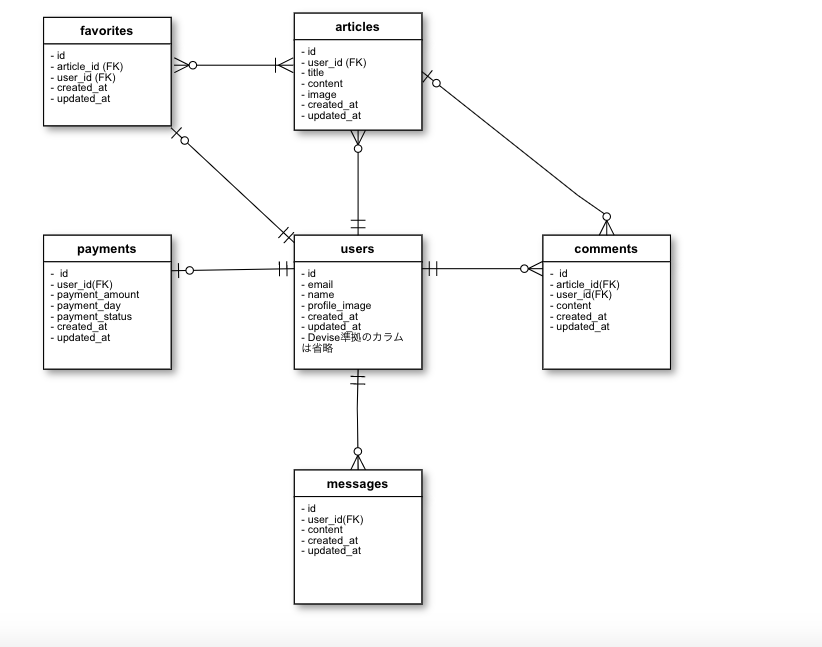 favorites
- id
- article_id (FK)
- user_id (FK)
- created_at
- updated_at
articles
- id
- user_id (FK)
- title
- content
- image
- created_at
- updated_at
payments
- id
- user_id(FK)
- payment_amount
- payment_day
- payment_status
- created_at
- updated_at
users
- id
- email
- name
- profile_image
- created_at
- updated_at
- Devise準拠のカラム
は省略
comments
- id
- article_id(FK)
- user_id(FK)
- content
- created_at
- updated_at
messages
- id
- user_id(FK)
- content
- created_at
- updated_at